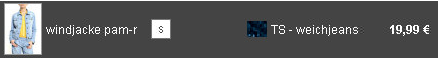 windjacke pam-r s TS - weichjeans 19,99 €